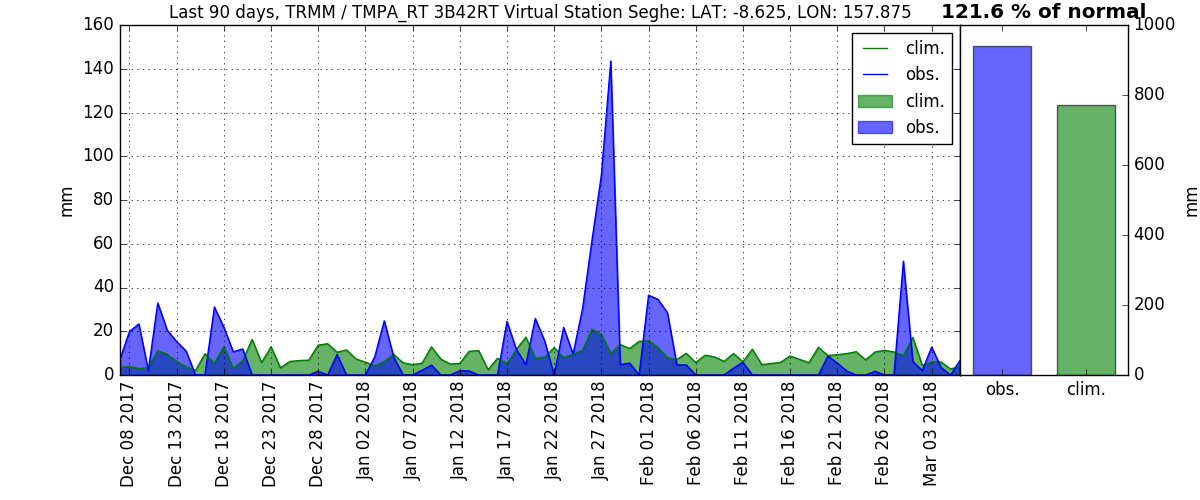 Last 90 days, TRMM / TMPA_RT 3B42RT Virtual Station Seghe: LAT: -8.625, LON: 157.875
121.6 % of normal
160
140
120
100
80
60
40
20
0
mm
clim.
obs.
clim.
obs.
Dec 08 2017
Dec 13 2017
Dec 18 2017
Dec 23 2017
Dec 28 2017
Jan 02 2018
Jan 07 2018
Jan 12 2018
Jan 17 2018
Jan 22 2018
Jan 27 2018
Feb 01 2018
Feb 06 2018
Feb 11 2018
Feb 16 2018
Feb 21 2018
Feb 26 2018
Mar 03 2018
1000
800
600
400
200
0
mm
obs.
clim.